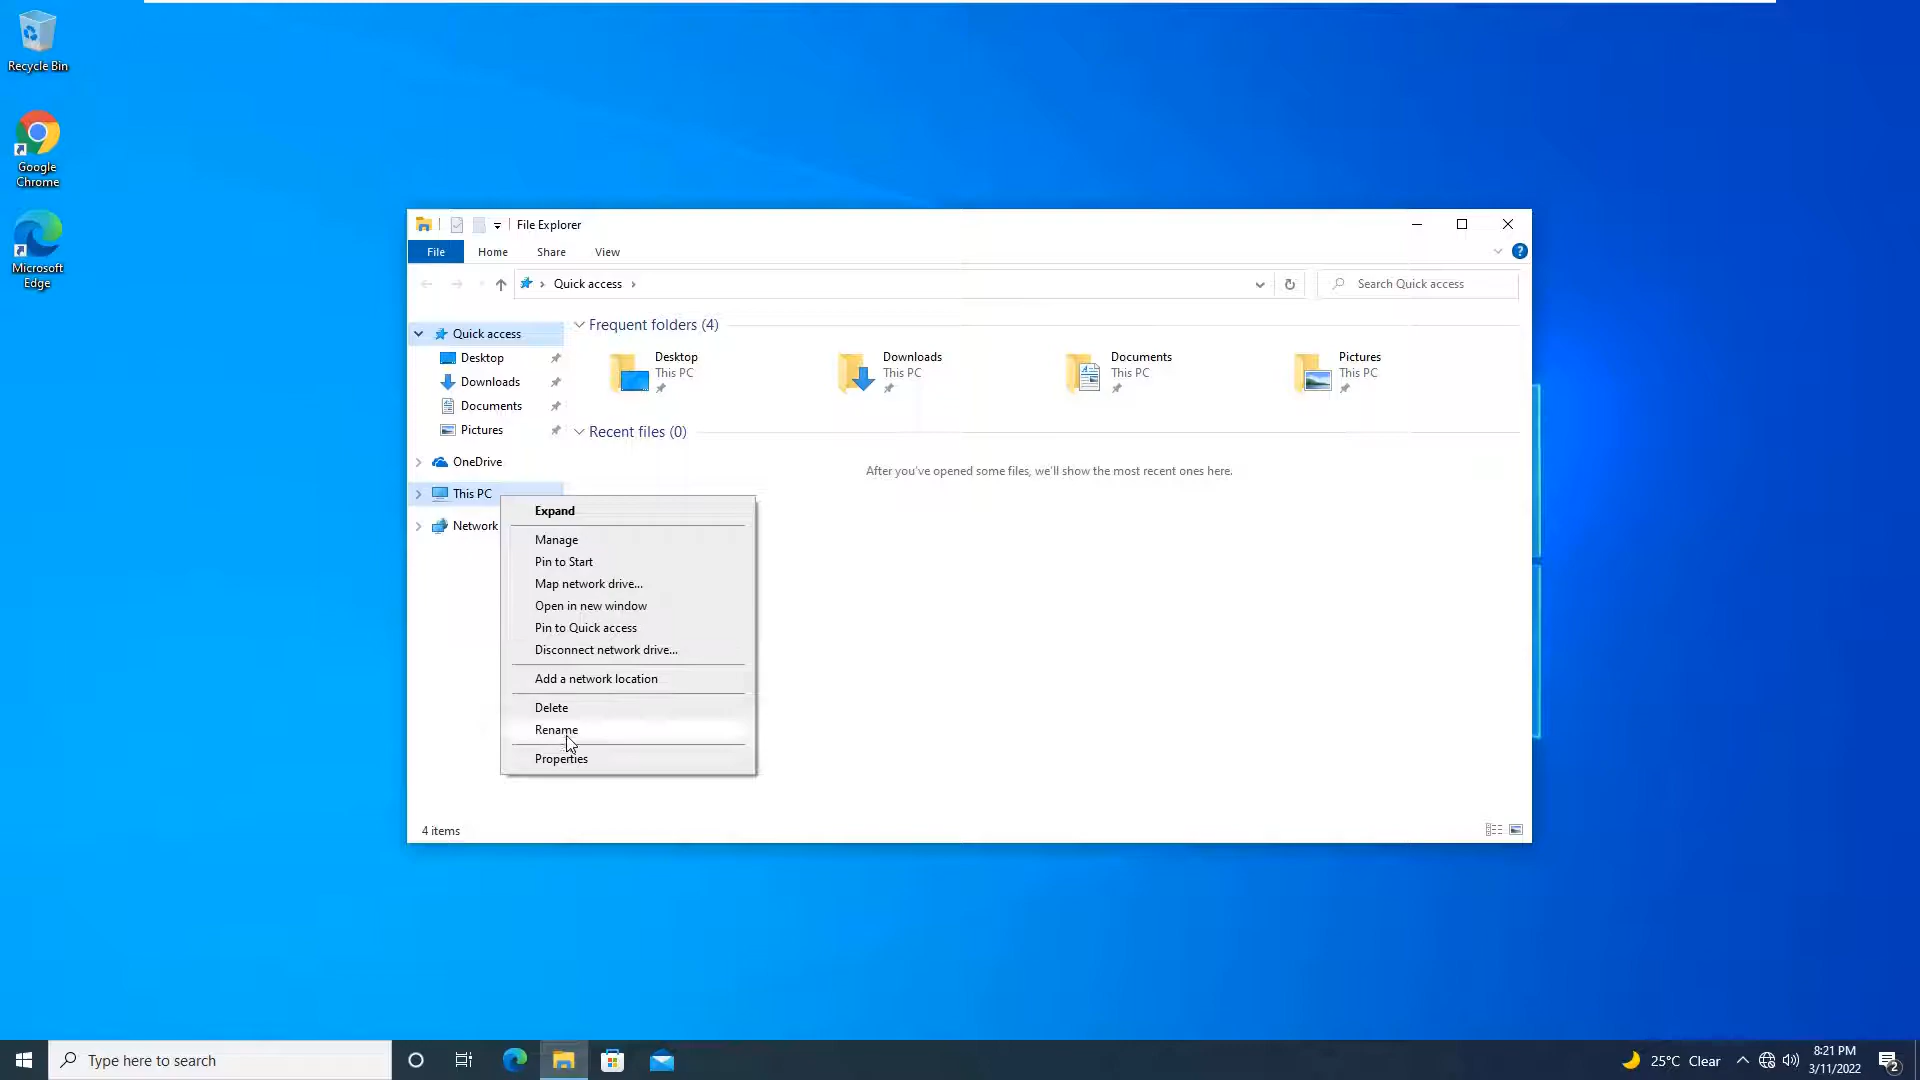 Recycle Bin
Google
Chrome
Microsoft
Edge
File Explorer
File
Home
Share
View
Quick access
Search Quick access
Quick access
Desktop
Downloads
Documents
Pictures
OneDrive
This PC
Network
Frequent folders (4)
Desktop
This PC
Downloads
This PC
Documents
This PC
Pictures
This PC
Recent files (0)
After you've opened some files, we'll show the most recent ones here.
Expand
Manage
Pin to Start
Map network drive...
Open in new window
Pin to Quick access
Disconnect network drive...
Add a network location
Delete
Rename
Properties
4 items
Type here to search
25°C Clear
8:21 PM
3/11/2022
2